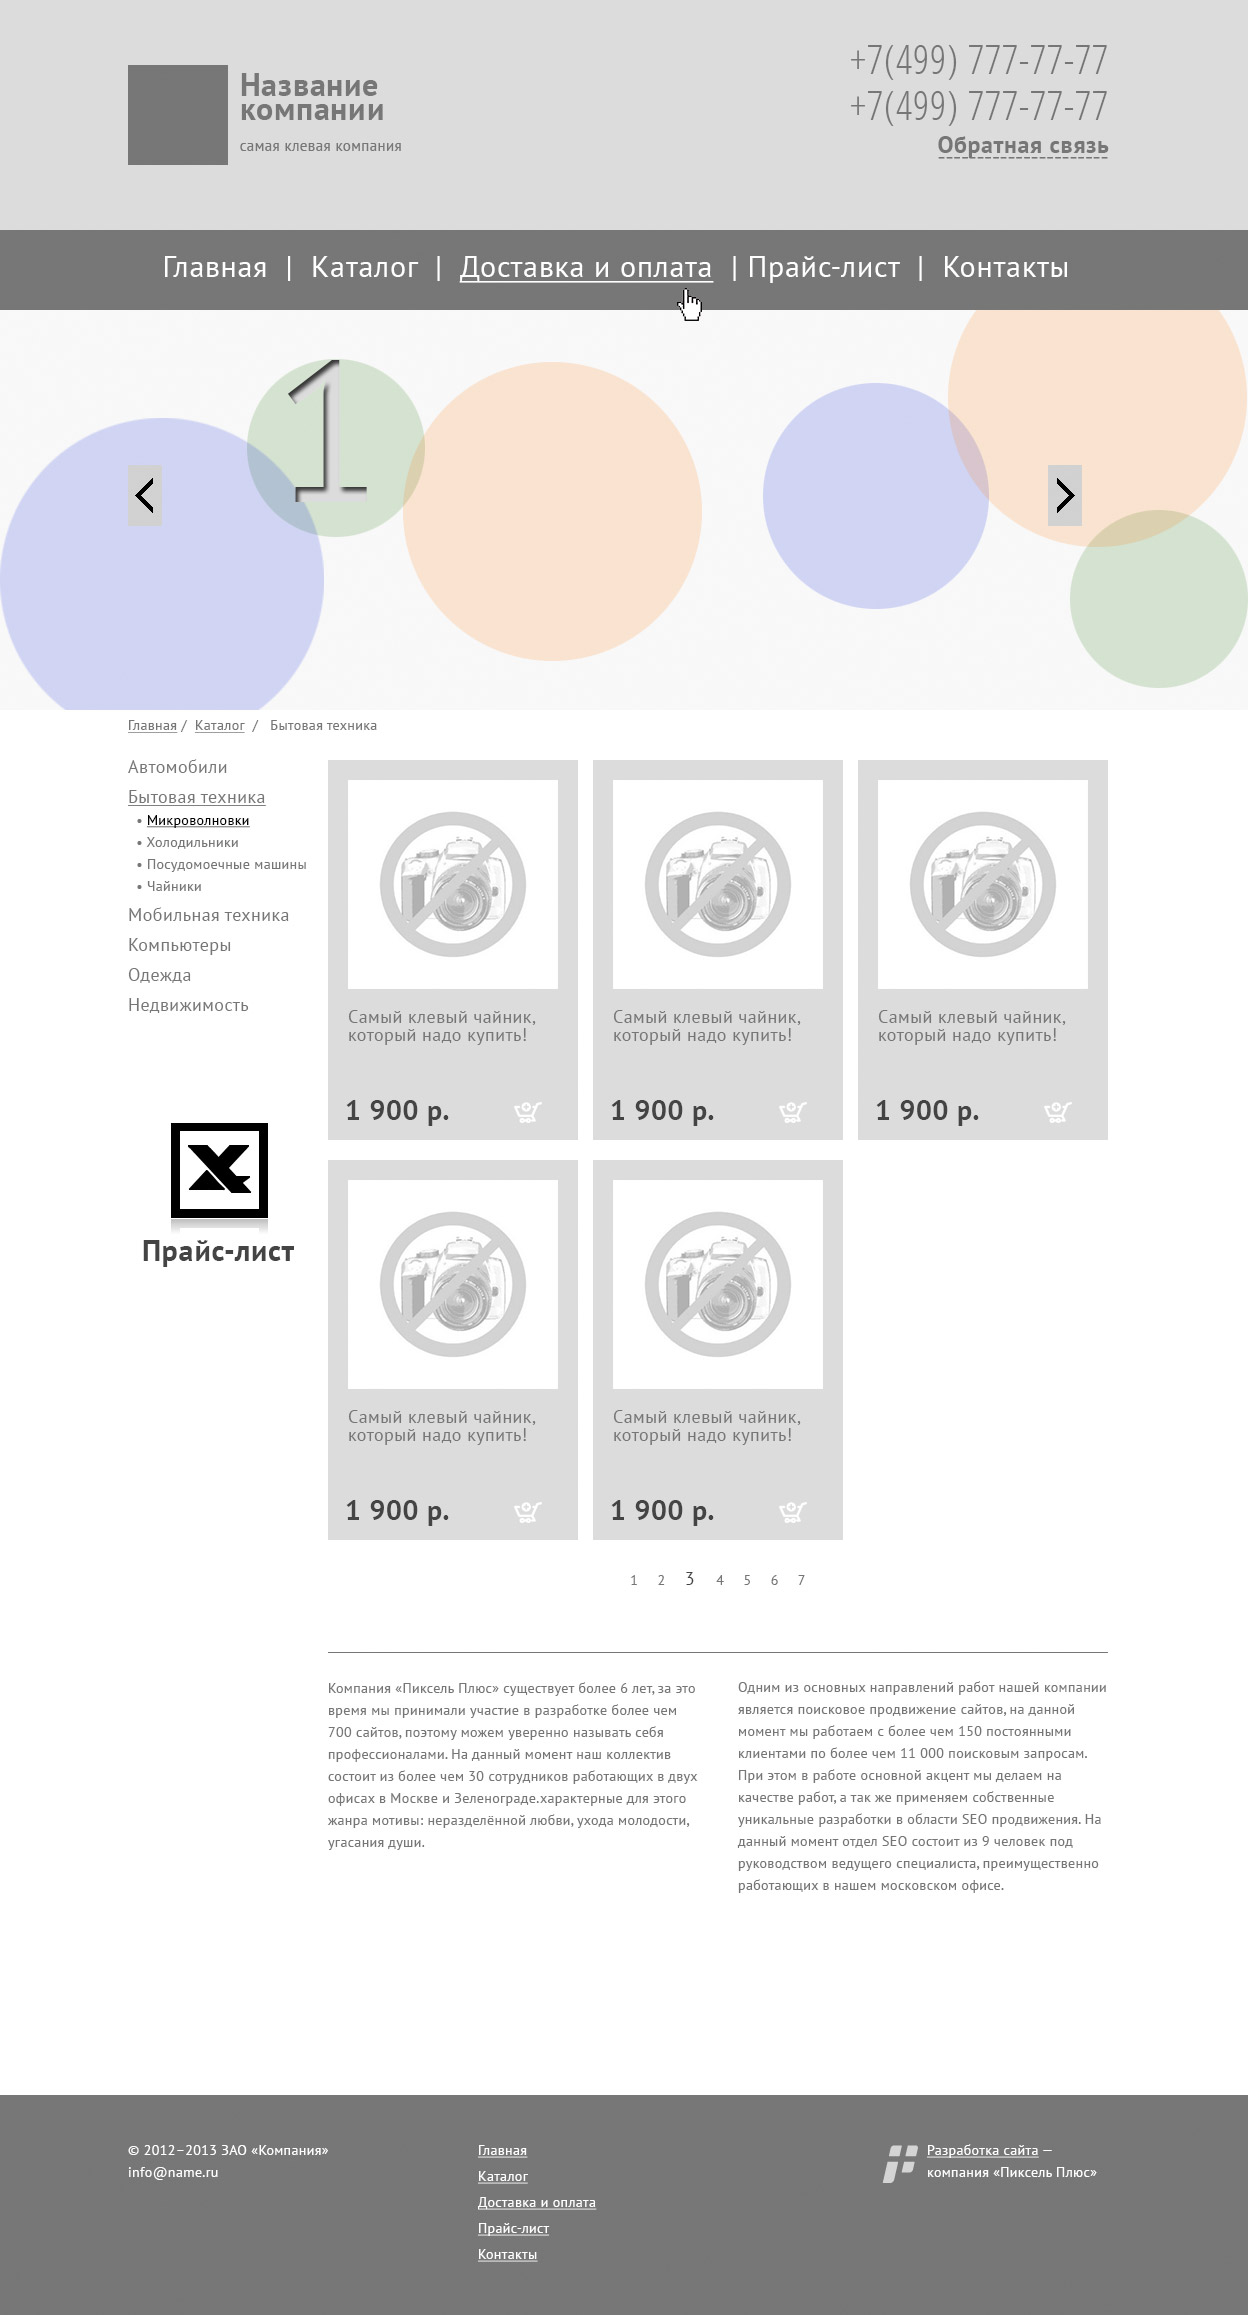 Название
компании
самая клевая компания
+7(499) 777-77-77
+7(499) 777-77-77
Обратная связь
Главная | Каталог | Доставка и оплата | Прайс-лист | Контакты
1
Главная / Каталог / Бытовая техника
Автомобили
Бытовая техника
• Микроволновки
• Холодильники
• Посудомоечные машины
• Чайники
Мобильная техника
Компьютеры
Одежда
Недвижимость
Прайс-лист
Самый клевый чайник,
который надо купить!
1 900 р.
Самый клевый чайник,
который надо купить!
1 900 р.
Самый клевый чайник,
который надо купить!
1 900 р.
Самый клевый чайник,
который надо купить!
1 900 р.
Самый клевый чайник,
который надо купить!
1 900 р.
1 2 3 4 5 6 7
Компания «Пиксель Плюс» существует более 6 лет, за это
время мы принимали участие в разработке более чем
700 сайтов, поэтому можем уверенно называть себя
профессионалами. На данный момент наш коллектив
состоит из более чем 30 сотрудников работающих в двух
офисах в Москве и Зеленограде.характерные для этого
жанра мотивы: неразделённой любви, ухода молодости,
угасания души.
Одним из основных направлений работ нашей компании
является поисковое продвижение сайтов, на данной
момент мы работаем с более чем 150 постоянными
клиентами по более чем 11 000 поисковым запросам.
При этом в работе основной акцент мы делаем на
качестве работ, а так же применяем собственные
уникальные разработки в области SEO продвижения. На
данный момент отдел SEO состоит из 9 человек под
руководством ведущего специалиста, преимущественно
работающих в нашем московском офисе.
© 2012–2013 ЗАО «Компания»
info@name.ru
Главная
Каталог
Доставка и оплата
Прайс-лист
Контакты
Разработка сайта —
компания «Пиксель Плюс»